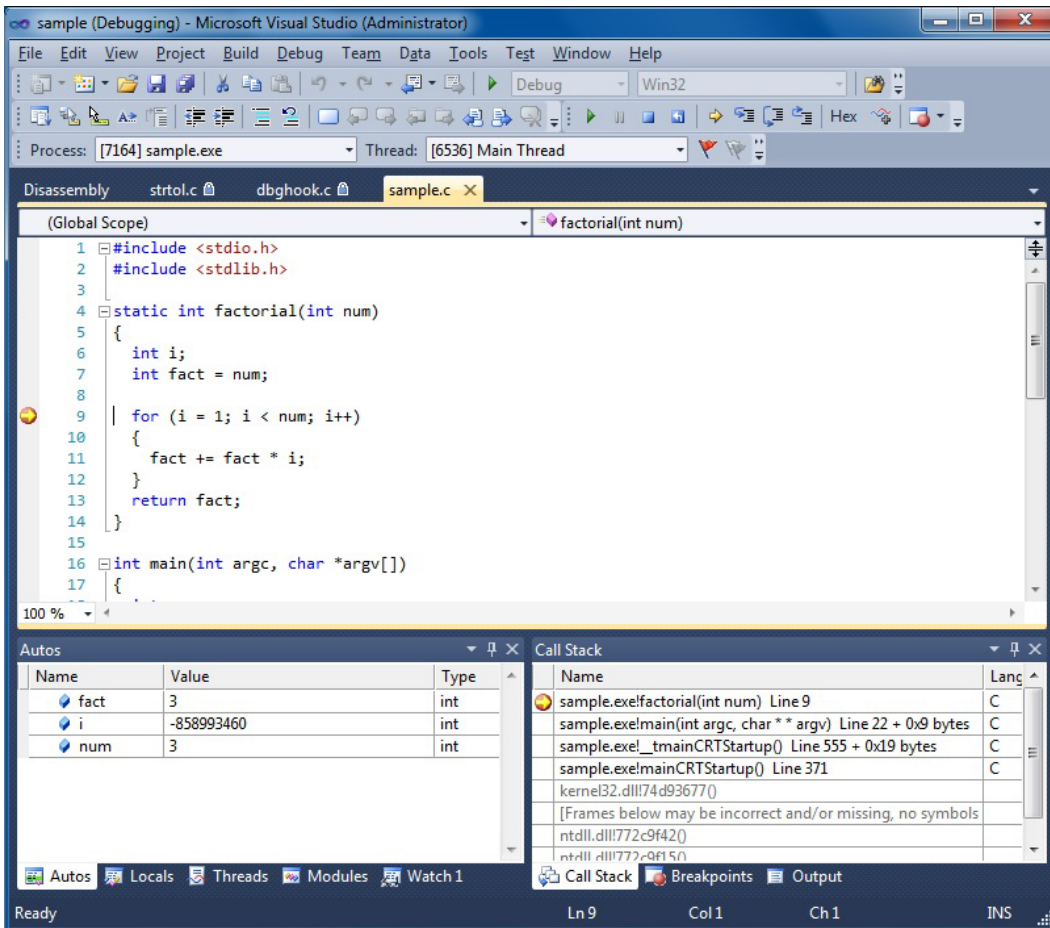 sample (Debugging) - Microsoft Visual Studio (Administrator)
File Edit View Project Build Debug Team Data Tools Test Window Help
Debug Win32
Hex
Process: [7164] sample.exe Thread: [6536] Main Thread
Disassembly strtol.c dbghook.c sample.c
(Global Scope) factorial(int num)
1 #include <stdio.h>
2 #include <stdlib.h>
3
4 static int factorial(int num)
5 {
6 int i;
7 int fact = num;
8
9 for (i = 1; i < num; i++)
10 {
11 fact += fact * i;
12 }
13 return fact;
14 }
15
16 int main(int argc, char *argv[])
17 {
100 %
Autos
Name Value Type
fact 3 int
i -858993460 int
num 3 int
Autos Locals Threads Modules Watch 1
Call Stack
Name Lang
sample.exe!factorial(int num) Line 9 C
sample.exe!main(int argc, char * * argv) Line 22 + 0x9 bytes C
sample.exe!__tmainCRTStartup() Line 555 + 0x19 bytes C
sample.exe!mainCRTStartup() Line 371 C
kernel32.dll!74d93677()
[Frames below may be incorrect and/or missing, no symbols
ntdll.dll!772c9f42()
ntdll.dll!772c9f15()
Call Stack Breakpoints Output
Ready Ln 9 Col 1 Ch 1 INS